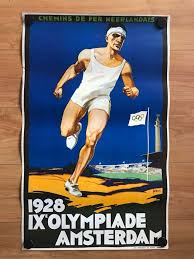 CHEMINS DE FER NEERLANDAIS
1928
IXᵉ OLYMPIADE
AMSTERDAM